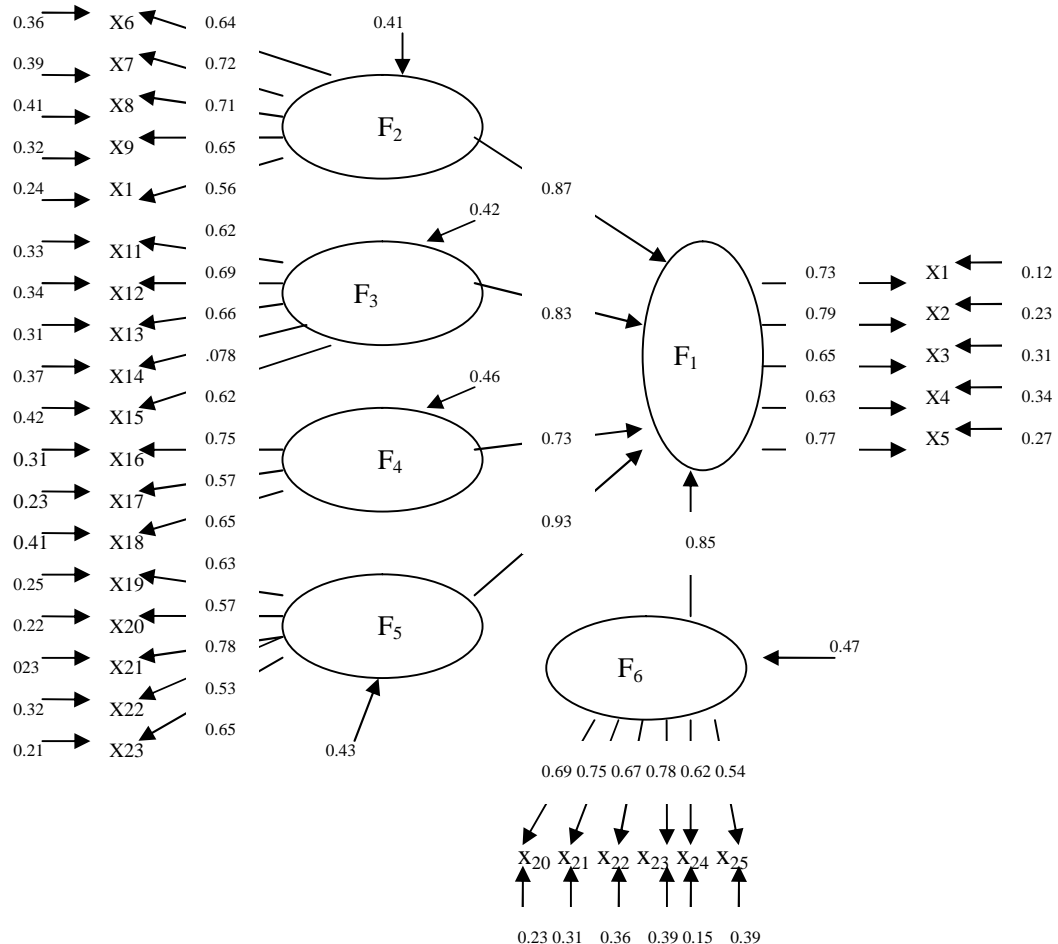 0.36 X6 0.64 0.41
0.39 X7 0.72
0.41 X8 0.71
F2
0.32 X9 0.65
0.24 X1 0.56 0.87
0.42
0.33 X11 0.62
0.73 X1 0.12
0.34 X12 0.69
F3
0.31 X13 0.66 0.83 0.79 X2 0.23
0.37 X14 .078
F1 0.65 X3 0.31
0.42 X15 0.62 0.46 0.63 X4 0.34
0.31 X16 0.75 0.73 0.77 X5 0.27
F4
0.23 X17 0.57
0.41 X18 0.65 0.93
0.85
0.25 X19 0.63
0.22 X20 0.57
F5
023 X21 0.78 0.47
F6
0.32 X22 0.53
0.21 X23 0.65 0.43
0.69 0.75 0.67 0.78 0.62 0.54
x20 x21 x22 x23 x24 x25
0.23 0.31 0.36 0.39 0.15 0.39